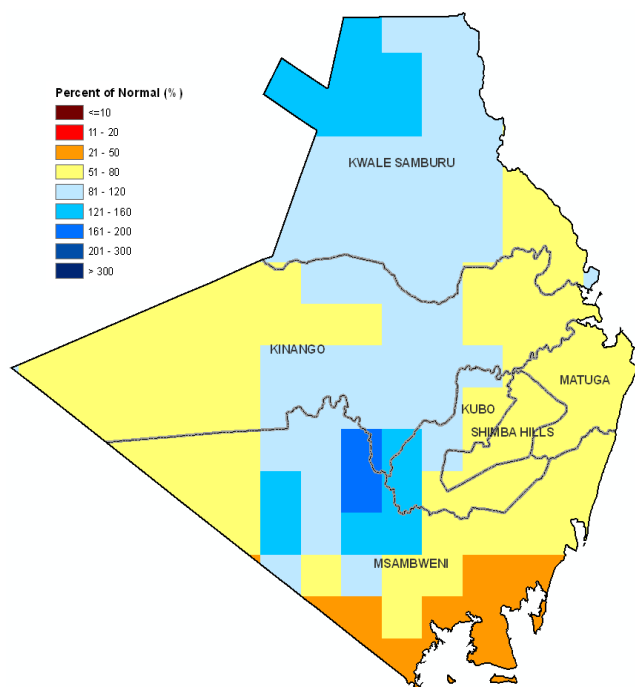 Percent of Normal (%)
<=10
11 - 20
21 - 50
51 - 80
81 - 120
121 - 160
161 - 200
201 - 300
> 300
KWALE SAMBURU
KINANGO
MATUGA
KUBO
SHIMBA HILLS
MSAMBWENI